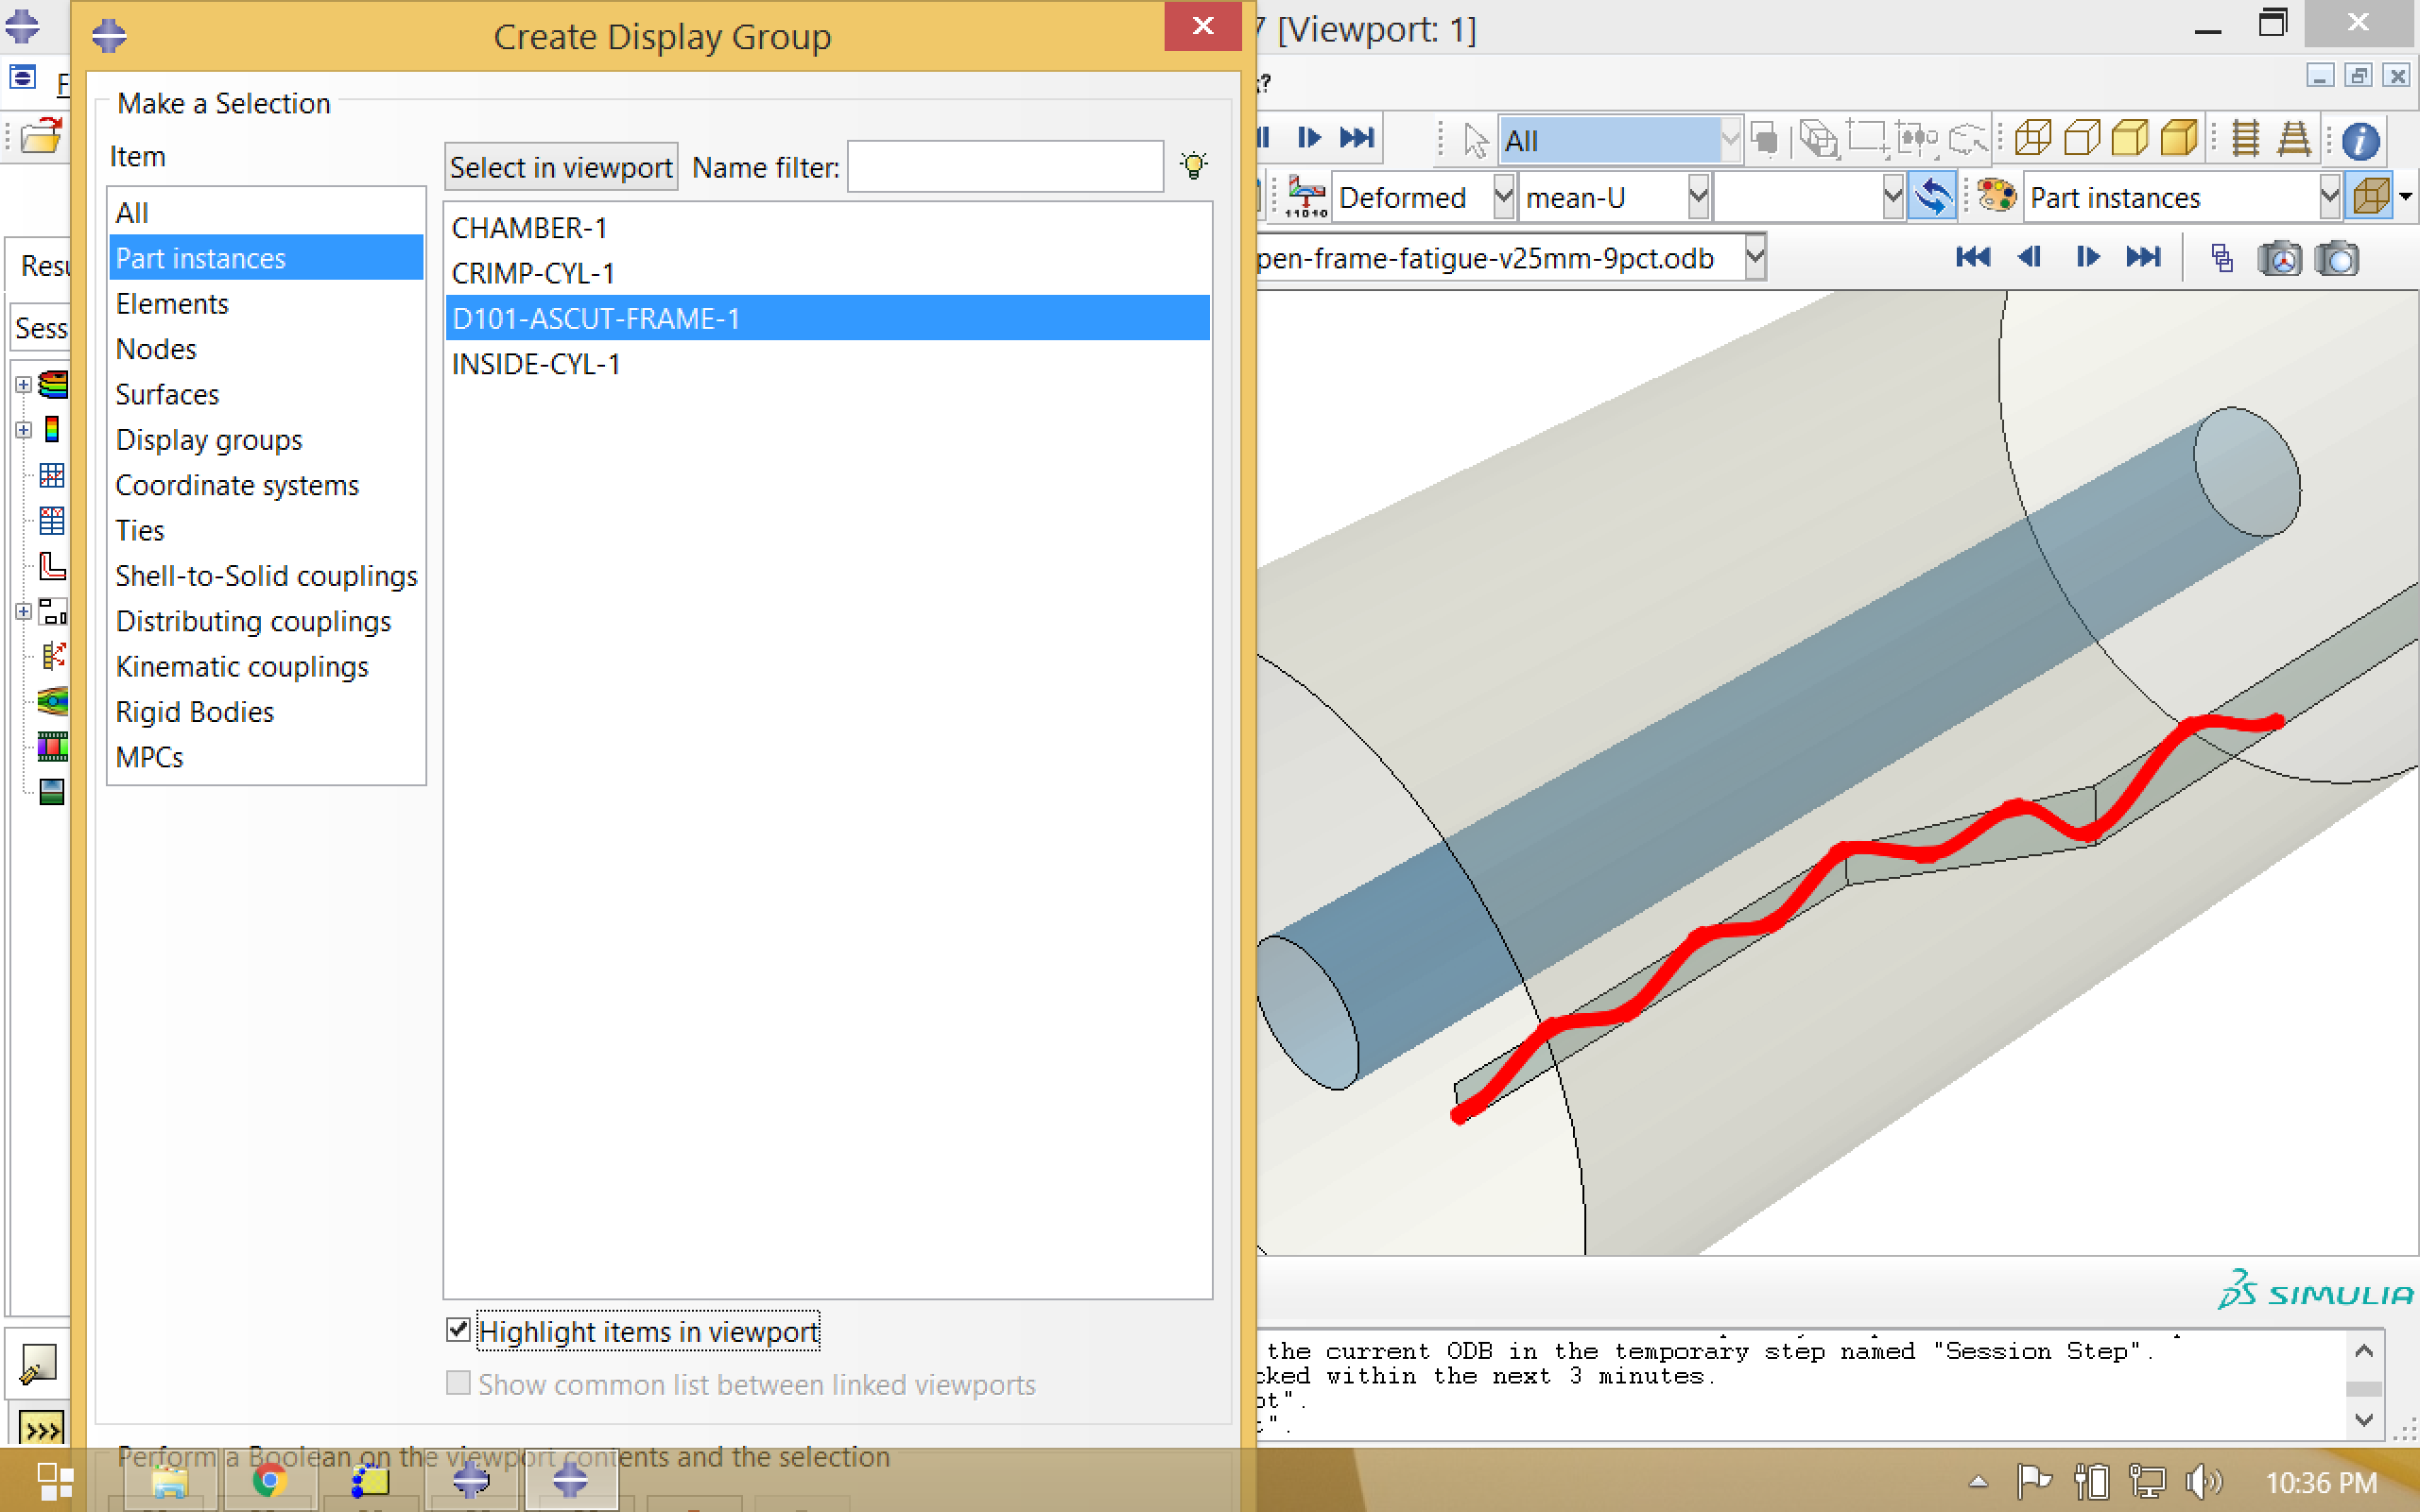 Create Display Group
7 [Viewport: 1]
F
?
Make a Selection
Item
Select in viewport Name filter:
All
Part instances
Elements
Nodes
Surfaces
Display groups
Coordinate systems
Ties
Shell-to-Solid couplings
Distributing couplings
Kinematic couplings
Rigid Bodies
MPCs
CHAMBER-1
CRIMP-CYL-1
D101-ASCUT-FRAME-1
INSIDE-CYL-1
Highlight items in viewport
Show common list between linked viewports
Perform a Boolean on the viewport contents and the selection
Resu
Sess
All
11010
Deformed mean-U Part instances
pen-frame-fatigue-v25mm-9pct.odb
SIMULIA
the current ODB in the temporary step named "Session Step".
cked within the next 3 minutes.
pt".
t".
>>>
10:36 PM